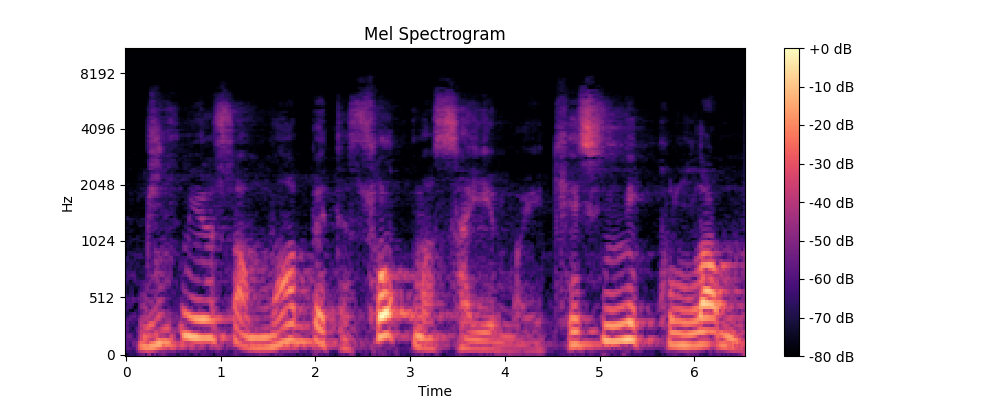 Mel Spectrogram
Hz
8192
4096
2048
1024
512
0
0 1 2 3 4 5 6
Time
+0 dB
-10 dB
-20 dB
-30 dB
-40 dB
-50 dB
-60 dB
-70 dB
-80 dB